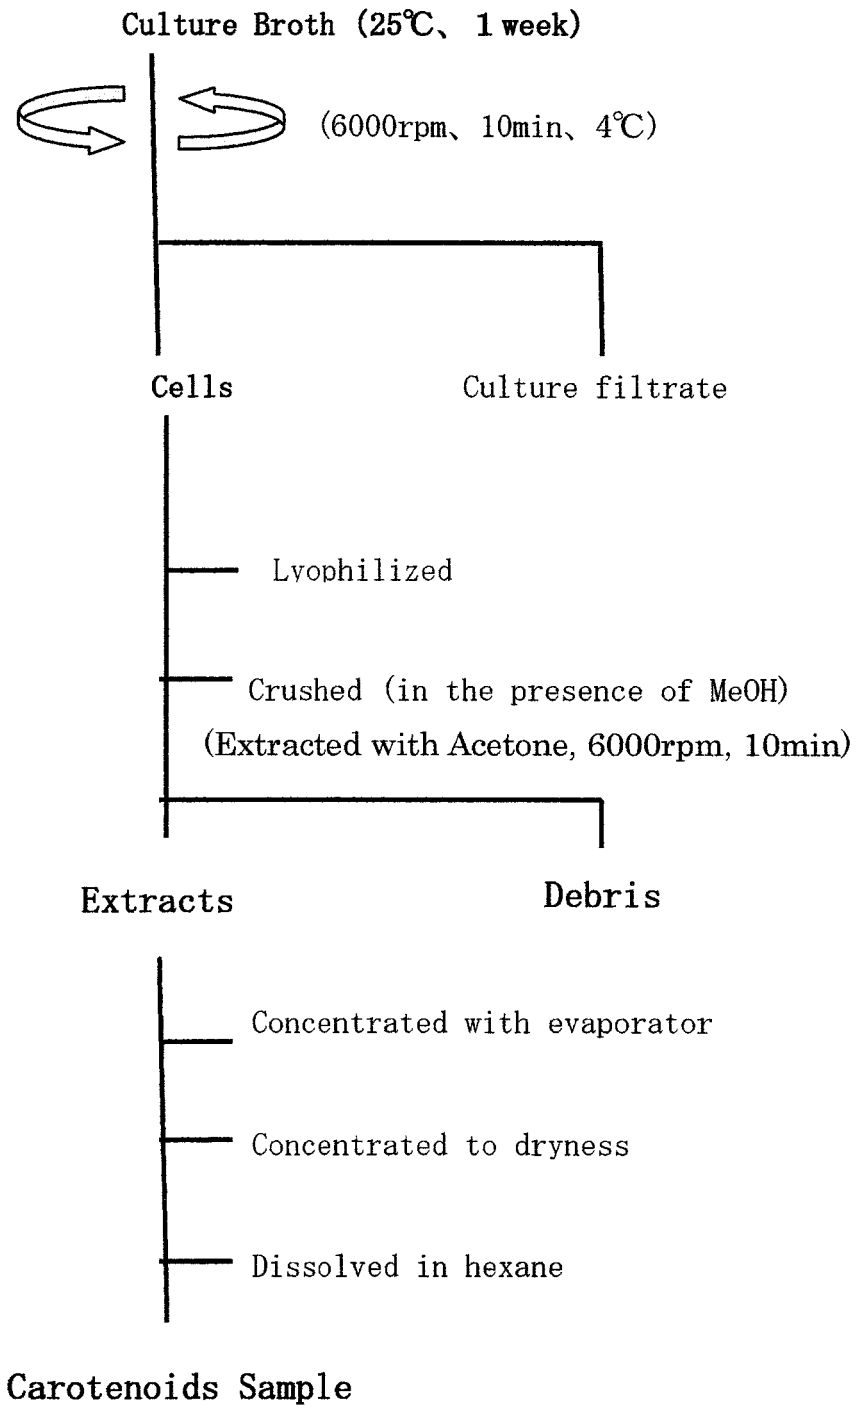 Culture Broth (25℃、 1 week)
(6000rpm、 10min、 4℃)
Cells
Culture filtrate
Lyophilized
Crushed (in the presence of MeOH)
(Extracted with Acetone, 6000rpm, 10min)
Extracts
Debris
Concentrated with evaporator
Concentrated to dryness
Dissolved in hexane
Carotenoids Sample